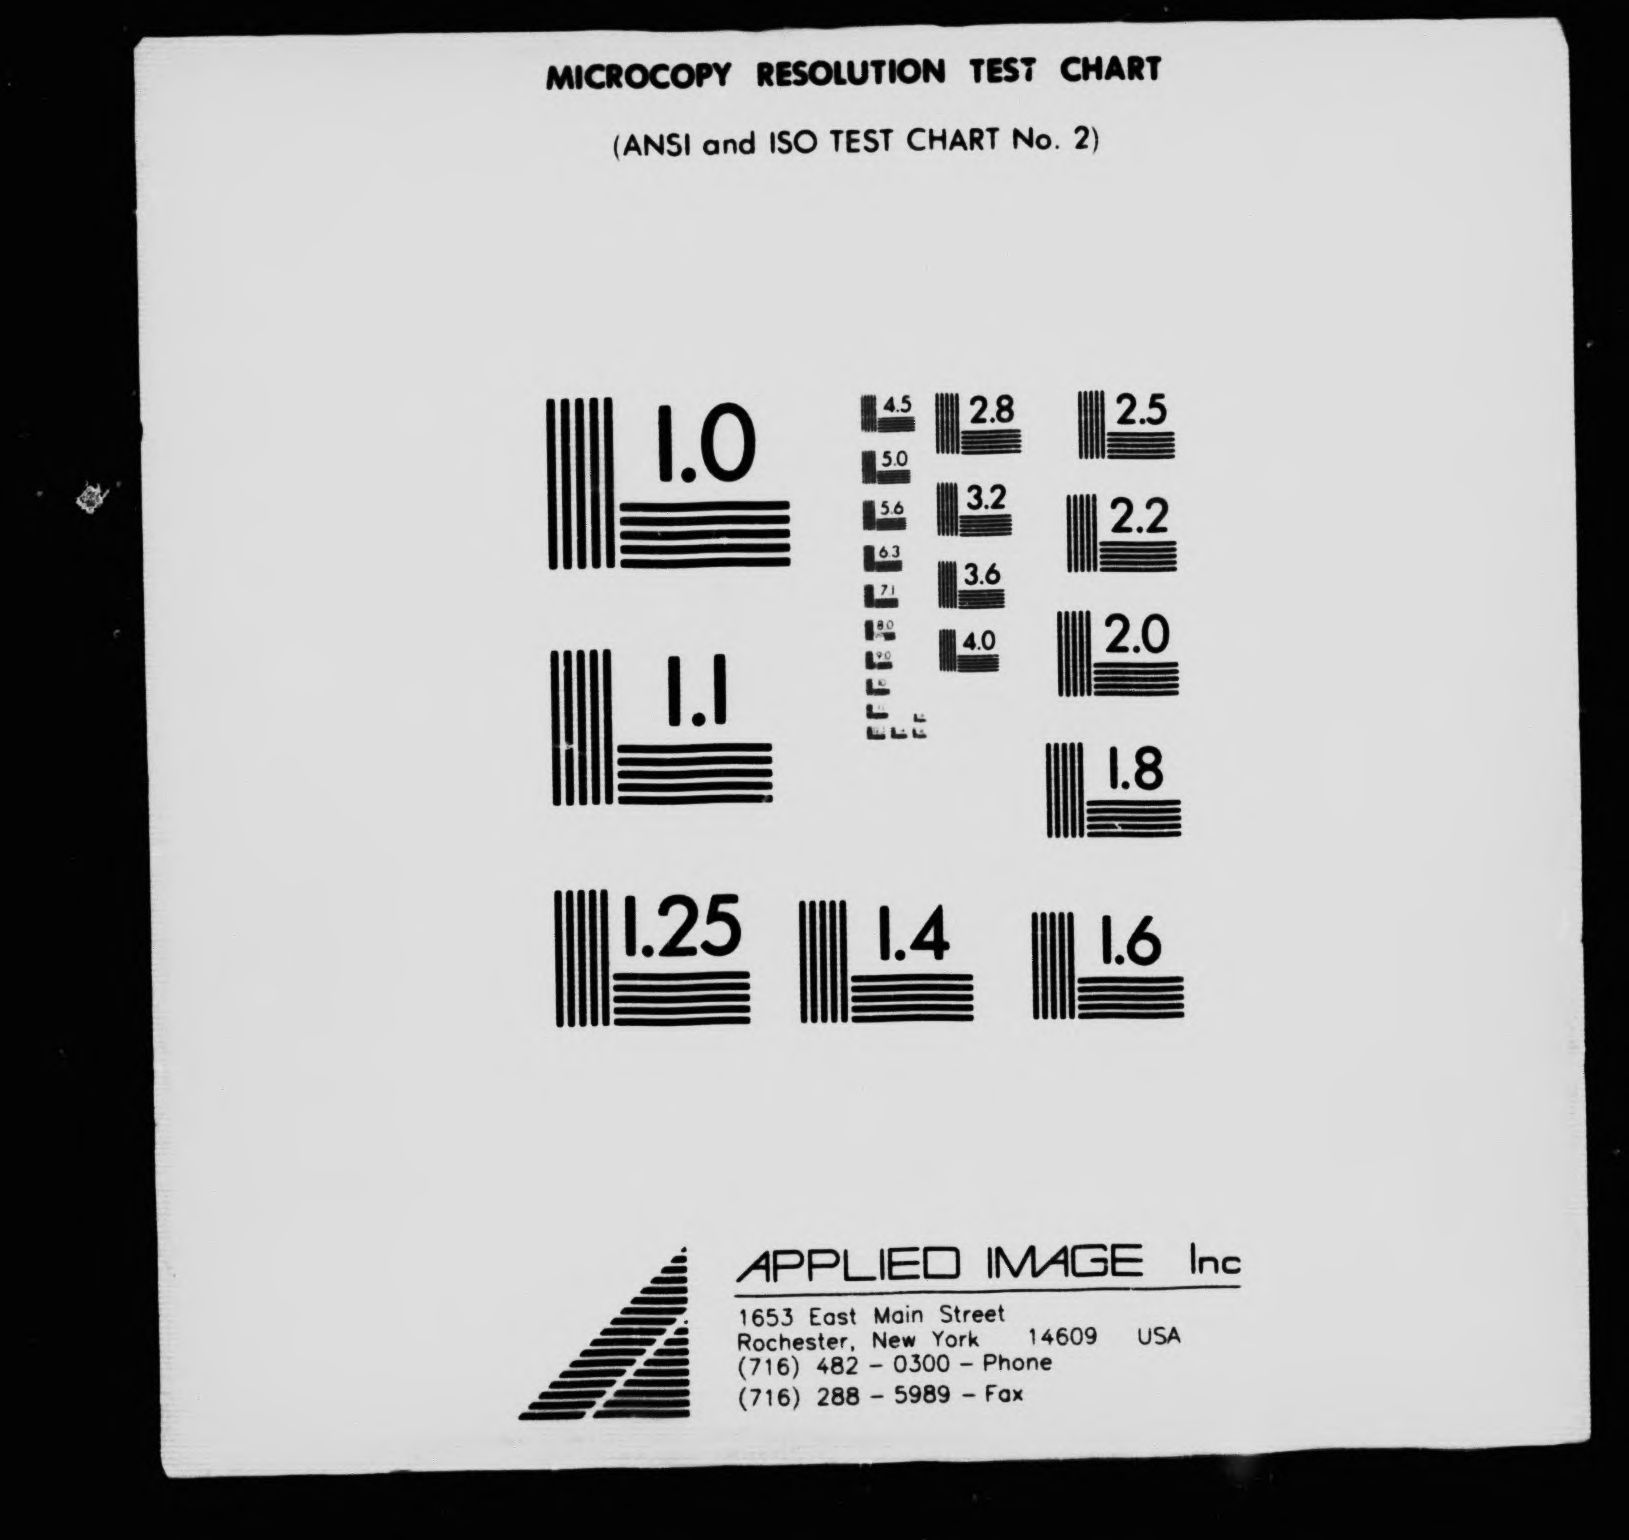 MICROCOPY RESOLUTION TEST CHART
(ANSI and ISO TEST CHART No. 2)
1.0
1.1
1.25
1.4
1.6
1.8
2.0
2.2
2.5
2.8
3.2
3.6
4.0
4.5
5.0
5.6
6.3
7.1
8.0
9.0
APPLIED IMAGE Inc
1653 East Main Street
Rochester, New York 14609 USA
(716) 482 - 0300 - Phone
(716) 288 - 5989 - Fax